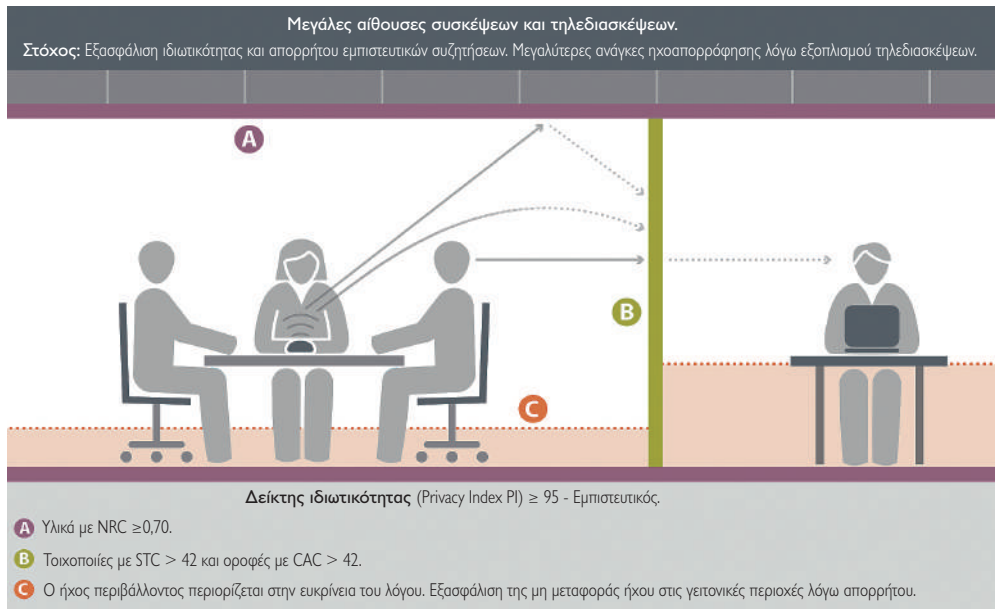 Μεγάλες αίθουσες συσκέψεων και τηλεδιασκέψεων.
Στόχος: Εξασφάλιση ιδιωτικότητας και απορρήτου εμπιστευτικών συζητήσεων. Μεγαλύτερες ανάγκες ηχοαπορρόφησης λόγω εξοπλισμού τηλεδιασκέψεων.
A
B
C
Δείκτης ιδιωτικότητας (Privacy Index PI) ≥ 95 - Εμπιστευτικός.
A Υλικά με NRC ≥0,70.
B Τοιχοποιίες με STC > 42 και οροφές με CAC > 42.
C Ο ήχος περιβάλλοντος περιορίζεται στην ευκρίνεια του λόγου. Εξασφάλιση της μη μεταφοράς ήχου στις γειτονικές περιοχές λόγω απορρήτου.